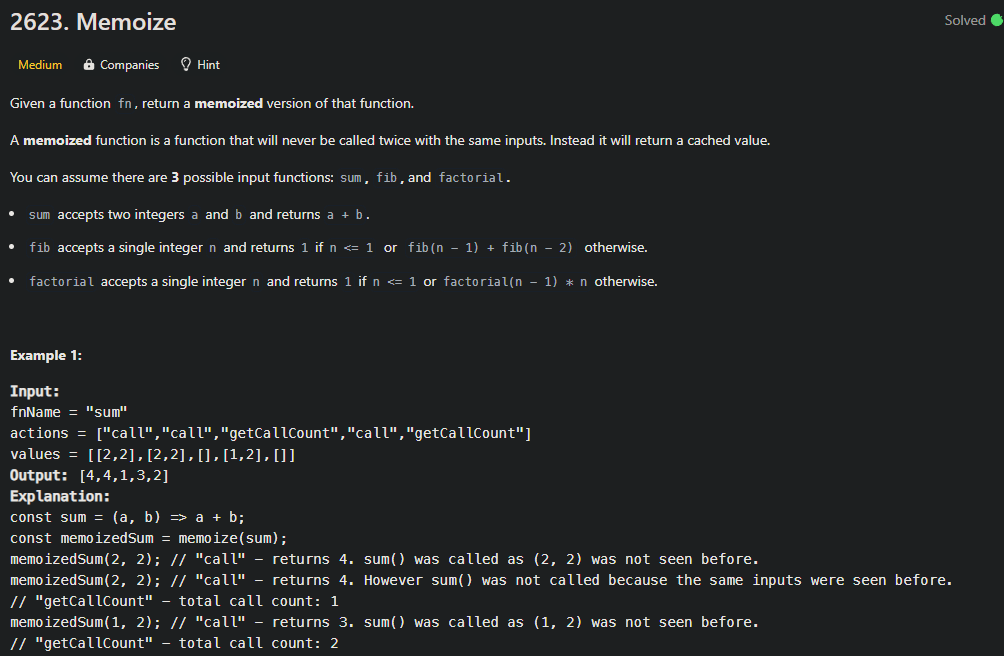 2623. Memoize
Solved
Medium Companies Hint
Given a function fn, return a memoized version of that function.
A memoized function is a function that will never be called twice with the same inputs. Instead it will return a cached value.
You can assume there are 3 possible input functions: sum, fib, and factorial.
• sum accepts two integers a and b and returns a + b.
• fib accepts a single integer n and returns 1 if n <= 1 or fib(n - 1) + fib(n - 2) otherwise.
• factorial accepts a single integer n and returns 1 if n <= 1 or factorial(n - 1) * n otherwise.
Example 1:
Input:
fnName = "sum"
actions = ["call","call","getCallCount","call","getCallCount"]
values = [[2,2],[2,2],[],[1,2],[]]
Output: [4,4,1,3,2]
Explanation:
const sum = (a, b) => a + b;
const memoizedSum = memoize(sum);
memoizedSum(2, 2); // "call" - returns 4. sum() was called as (2, 2) was not seen before.
memoizedSum(2, 2); // "call" - returns 4. However sum() was not called because the same inputs were seen before.
// "getCallCount" - total call count: 1
memoizedSum(1, 2); // "call" - returns 3. sum() was called as (1, 2) was not seen before.
// "getCallCount" - total call count: 2